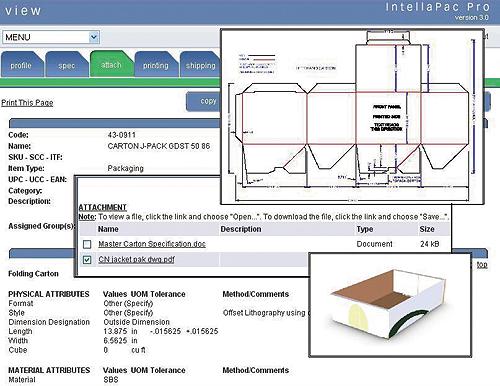 view
IntellaPac Pro
version 3.0
MENU
profile spec attach printing shipping
Print This Page
copy
Code: 43-0911
Name: CARTON J-PACK GDST 50 86
SKU - SCC - ITF:
Item Type: Packaging
UPC - UCC - EAN:
Category:
Description:
Assigned Group(s):
FRONT PANEL
PRINTED SIDE
TEXT READS
THIS DIRECTION
ATTACHMENT
Note: To view a file, click the link and choose "Open...". To download the file, click the link and choose "Save...".
Name Description Type Size
Master Carton Specification.doc Document 24 kB
CN jacket pak dwg.pdf
top
Folding Carton
PHYSICAL ATTRIBUTES Values UOM Tolerance Method/Comments
Format Other (Specify)
Style Other (Specify) Offset Lithography using
Dimension Designation Outside Dimension
Length 13.875 in -.015625 +.015625
Width 6.5625 in
Cube 0 cu ft
MATERIAL ATTRIBUTES Values UOM Tolerance Method/Comments
Material SBS